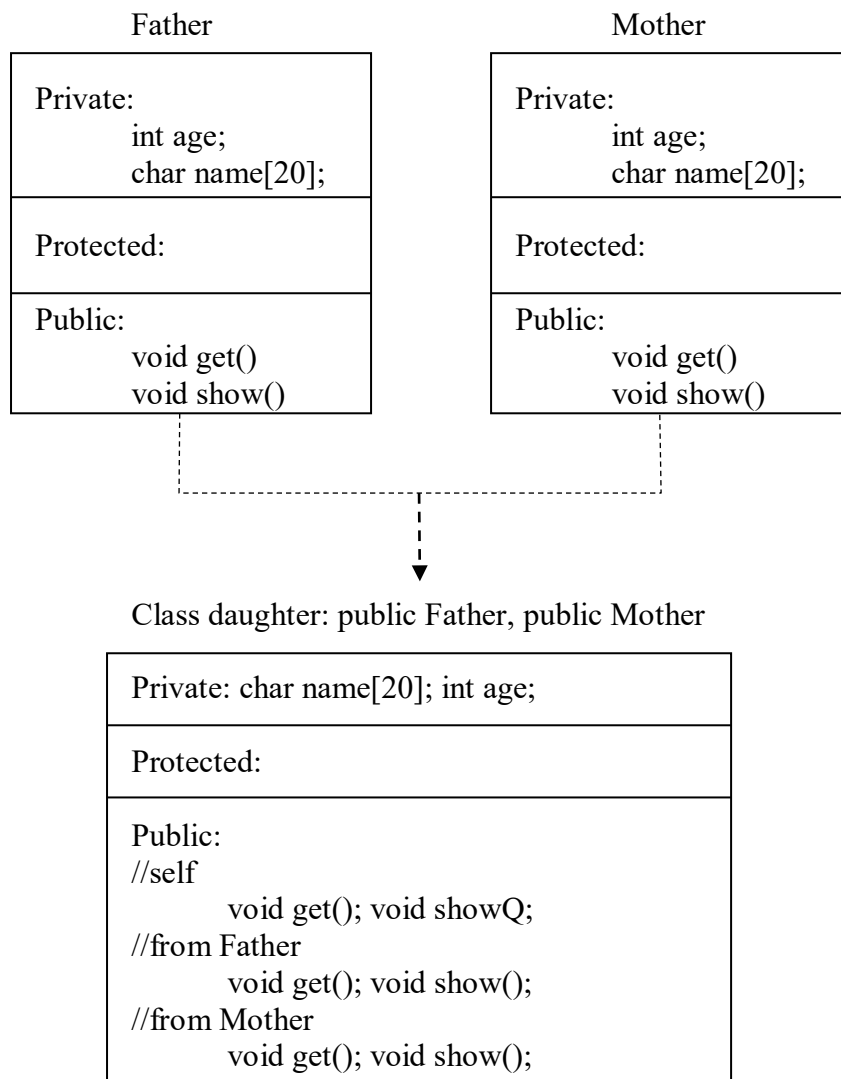 Father
Private:
int age;
char name[20];
Protected:
Public:
void get()
void show()
Mother
Private:
int age;
char name[20];
Protected:
Public:
void get()
void show()
Class daughter: public Father, public Mother
Private: char name[20]; int age;
Protected:
Public:
//self
void get(); void showQ;
//from Father
void get(); void show();
//from Mother
void get(); void show();